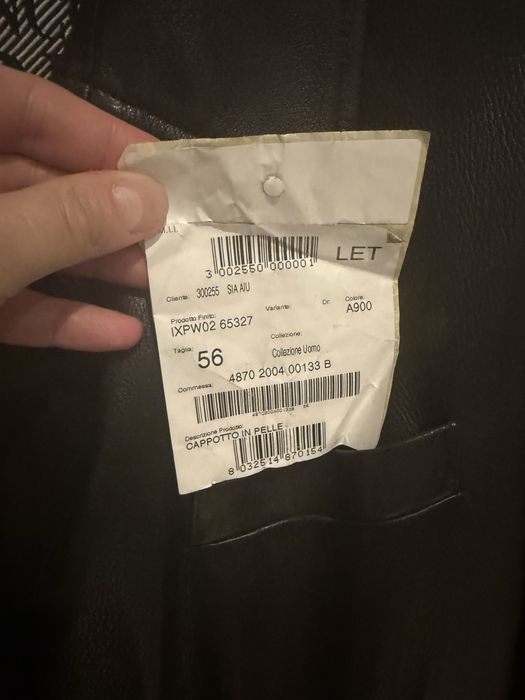 M.I.I.
3 002550 000001
LET
Cliente: 300255 SIA AIU
Prodotto Finito: Variante: Dr: Colore:
IXPW02 65327 A900
Taglia: 56 Collezione:
Collezione Uomo
Commessa: 4870 2004 00133 B
Descrizione Prodotto:
CAPPOTTO IN PELLE
8 032514 870154